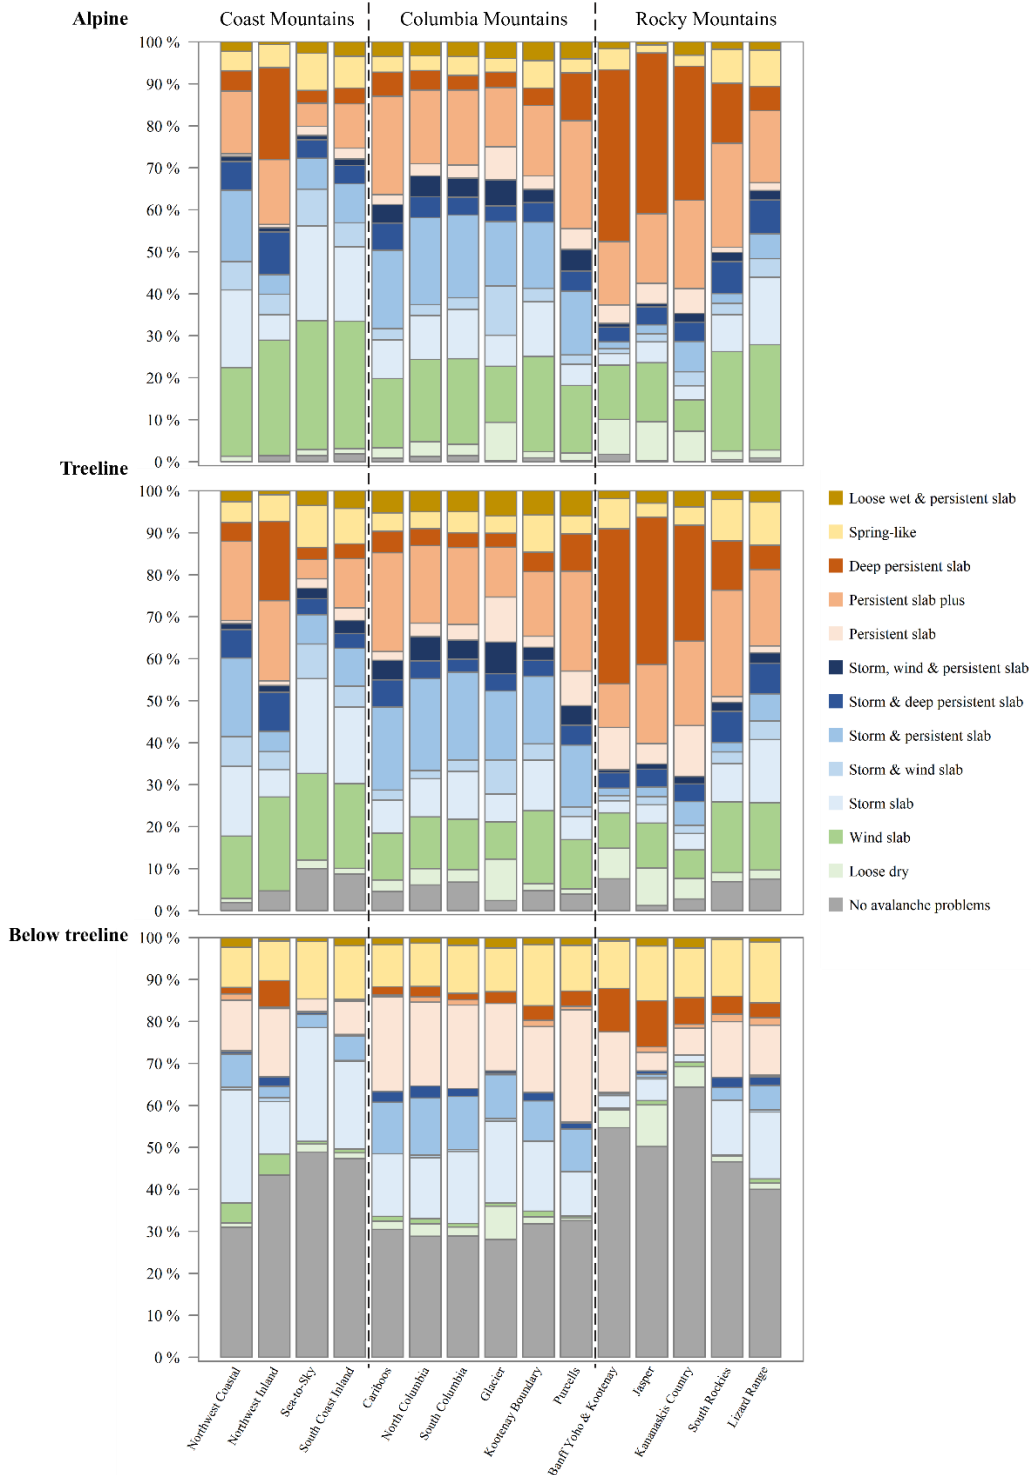 Alpine
Coast Mountains
Columbia Mountains
Rocky Mountains
100 %
90 %
80 %
70 %
60 %
50 %
40 %
30 %
20 %
10 %
0 %
Treeline
100 %
90 %
80 %
70 %
60 %
50 %
40 %
30 %
20 %
10 %
0 %
Loose wet & persistent slab
Spring-like
Deep persistent slab
Persistent slab plus
Persistent slab
Storm, wind & persistent slab
Storm & deep persistent slab
Storm & persistent slab
Storm & wind slab
Storm slab
Wind slab
Loose dry
No avalanche problems
Below treeline
100 %
90 %
80 %
70 %
60 %
50 %
40 %
30 %
20 %
10 %
0 %
Northwest Coastal
Northwest Inland
Sea-to-Sky
South Coast Inland
Cariboos
North Columbia
South Columbia
Glacier
Kootenay Boundary
Purcells
Banff Yoho & Kootenay
Jasper
Kananaskis Country
South Rockies
Lizard Range